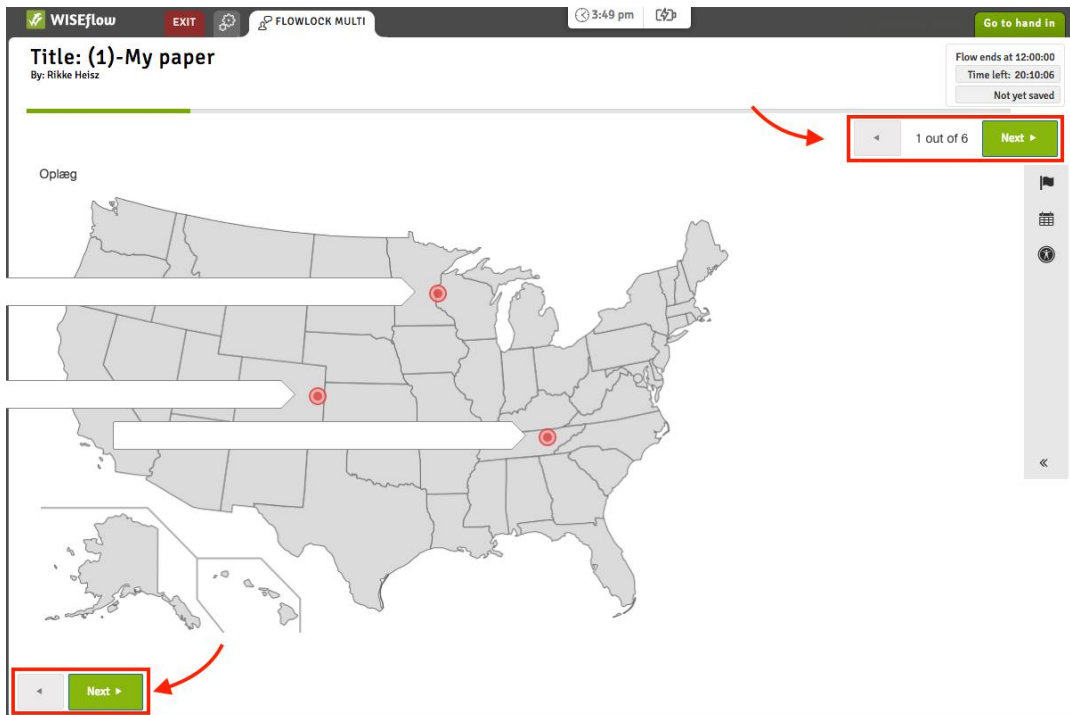 WISEflow
EXIT
FLOWLOCK MULTI
3:49 pm
Go to hand in
Title: (1)-My paper
By: Rikke Heisz
Flow ends at 12:00:00
Time left: 20:10:06
Not yet saved
1 out of 6
Next
Oplæg
Next